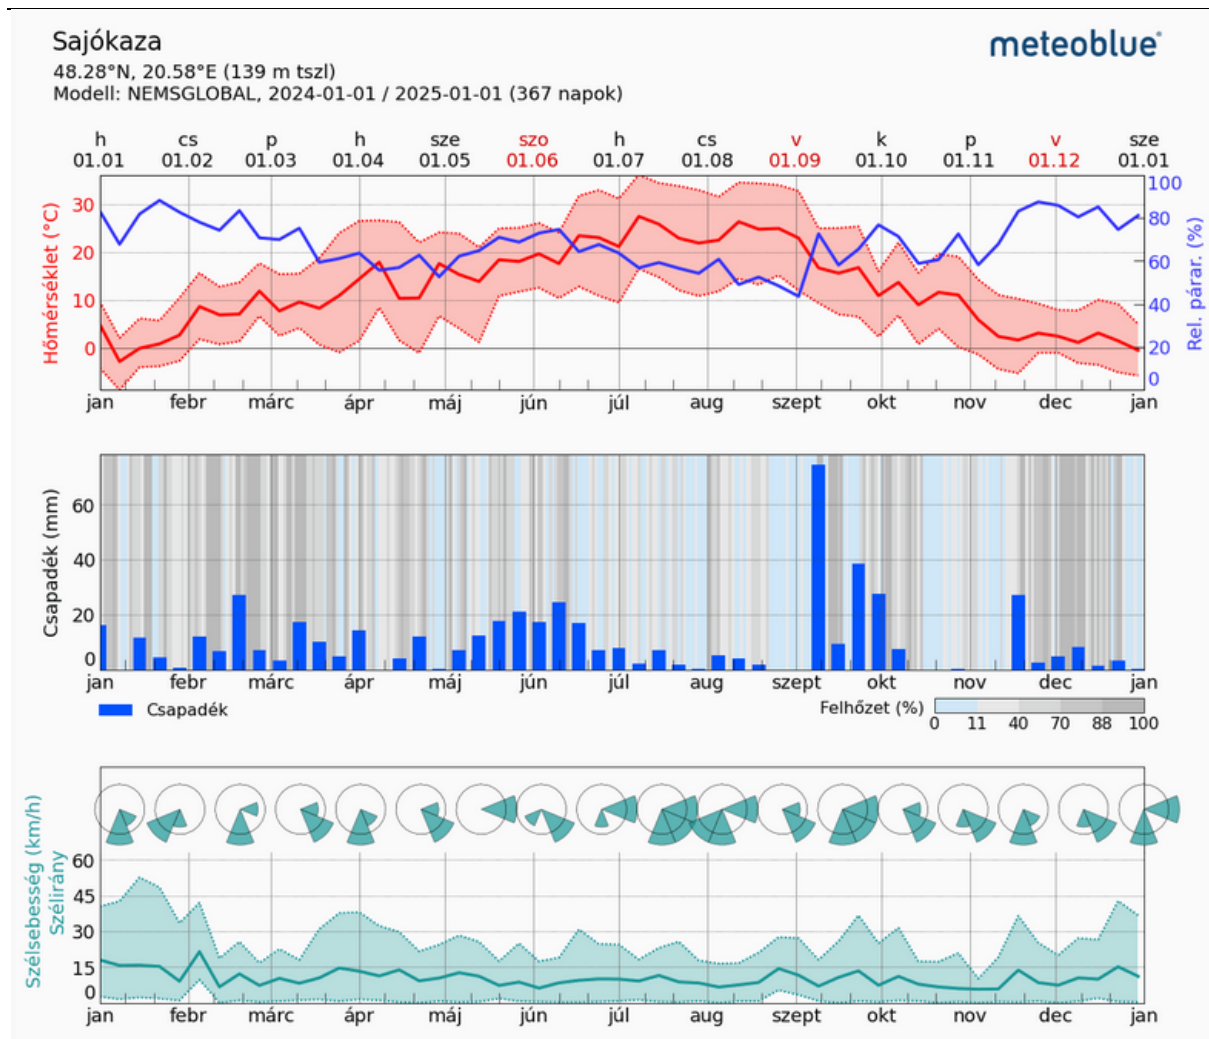 Sajókaza
meteoblue
48.28°N, 20.58°E (139 m tszl)
Modell: NEMSGLOBAL, 2024-01-01 / 2025-01-01 (367 napok)
h cs p h sze szo h cs v k p v sze
01.01 01.02 01.03 01.04 01.05 01.06 01.07 01.08 01.09 01.10 01.11 01.12 01.01
Hőmérséklet (°C)
30
20
10
0
100
80
60
40
20
0
Rel. párar. (%)
jan febr márc ápr máj jún júl aug szept okt nov dec jan
Csapadék (mm)
60
40
20
0
jan febr márc ápr máj jún júl aug szept okt nov dec jan
Csapadék
Felhőzet (%)
0 11 40 70 88 100
Szélsebesség (km/h)
Szélirány
60
45
30
15
0
jan febr márc ápr máj jún júl aug szept okt nov dec jan